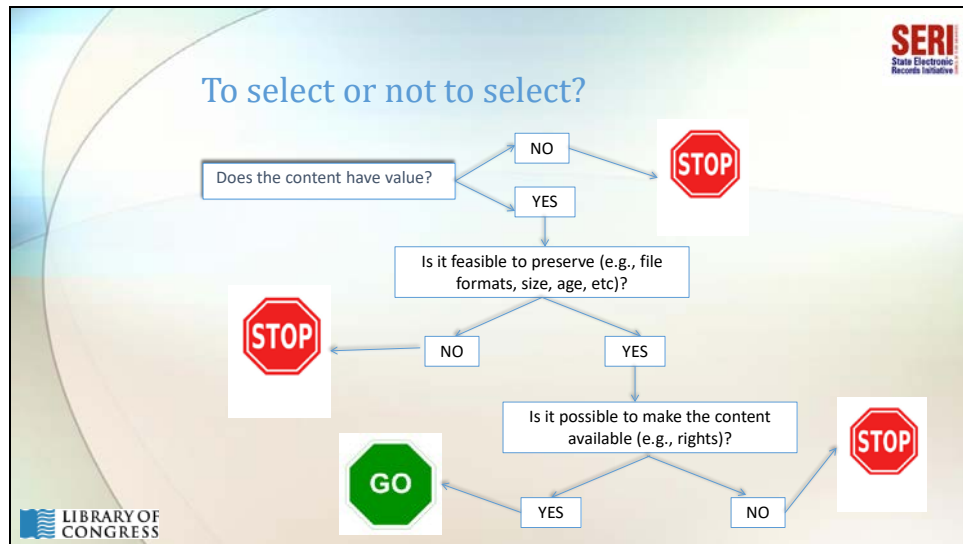 SERI
State Electronic
Records Initiative
To select or not to select?
NO
STOP
Does the content have value?
YES
Is it feasible to preserve (e.g., file
formats, size, age, etc)?
STOP
NO
YES
Is it possible to make the content
available (e.g., rights)?
STOP
GO
YES
NO
LIBRARY OF
CONGRESS